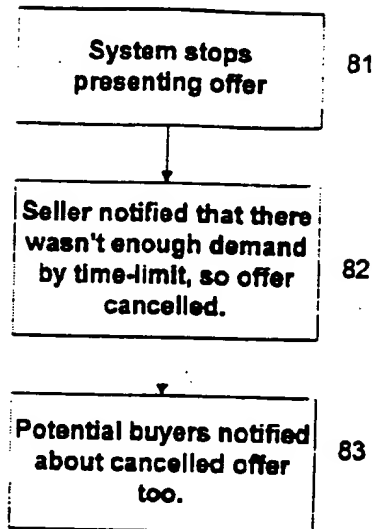 System stops
presenting offer
81
Seller notified that there
wasn't enough demand
by time-limit, so offer
cancelled.
82
Potential buyers notified
about cancelled offer
too.
83